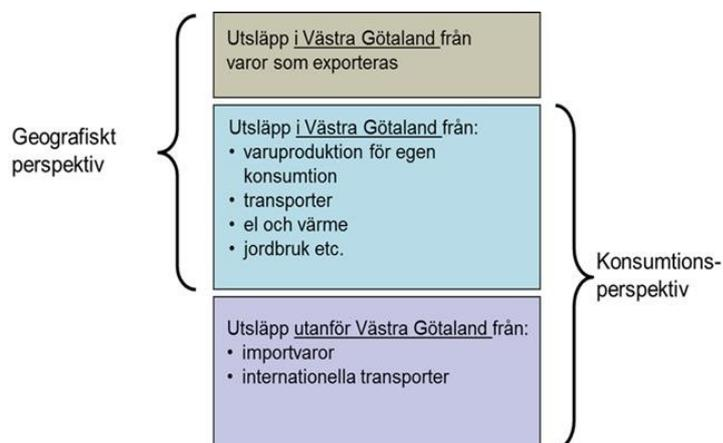 Utsläpp i Västra Götaland från
varor som exporteras
Geografiskt
perspektiv
Utsläpp i Västra Götaland från:
• varuproduktion för egen
konsumtion
• transporter
• el och värme
• jordbruk etc.
Konsumtions-
perspektiv
Utsläpp utanför Västra Götaland från:
• importvaror
• internationella transporter